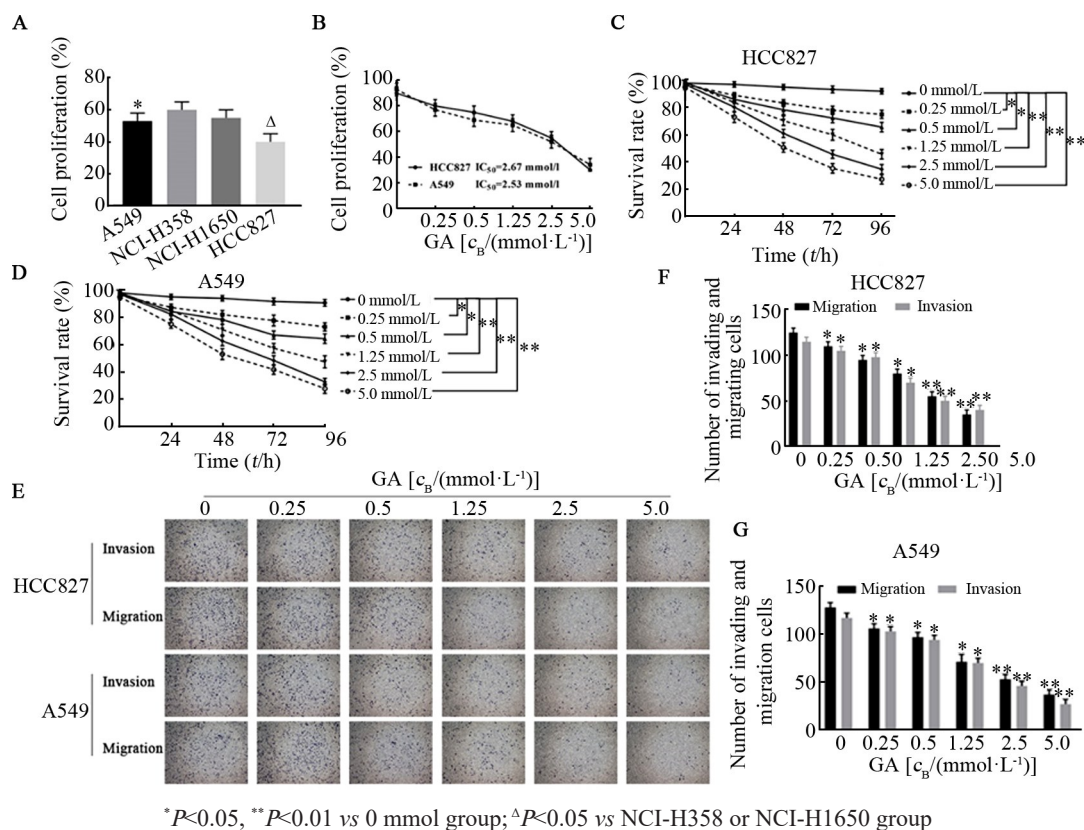 A
Cell proliferation (%)
80
60
40
20
0
*
Δ
A549
NCI-H358
NCI-H1650
HCC827
B
Cell proliferation (%)
100
80
60
40
20
0
HCC827 IC50=2.67 mmol/l
A549 IC50=2.53 mmol/l
0.25 0.5 1.25 2.5 5.0
GA [cB/(mmol·L-1)]
C
HCC827
Survival rate (%)
100
80
60
40
20
0
24 48 72 96
Time (t/h)
0 mmol/L
0.25 mmol/L *
0.5 mmol/L *
1.25 mmol/L **
2.5 mmol/L **
5.0 mmol/L **
D
A549
Survival rate (%)
100
80
60
40
20
0
24 48 72 96
Time (t/h)
0 mmol/L
0.25 mmol/L *
0.5 mmol/L *
1.25 mmol/L **
2.5 mmol/L **
5.0 mmol/L **
F
HCC827
Migration Invasion
Number of invading and
migrating cells
150
100
50
0
* * * * * * ** ** ** **
0 0.25 0.50 1.25 2.50 5.0
GA [cB/(mmol·L-1)]
E
GA [cB/(mmol·L-1)]
0 0.25 0.5 1.25 2.5 5.0
HCC827
Invasion
Migration
A549
Invasion
Migration
G
A549
Migration Invasion
Number of invading and
migration cells
150
100
50
0
* * * * * * ** ** ** **
0 0.25 0.5 1.25 2.5 5.0
GA [cB/(mmol·L-1)]
*P<0.05, **P<0.01 vs 0 mmol group; ΔP<0.05 vs NCI-H358 or NCI-H1650 group